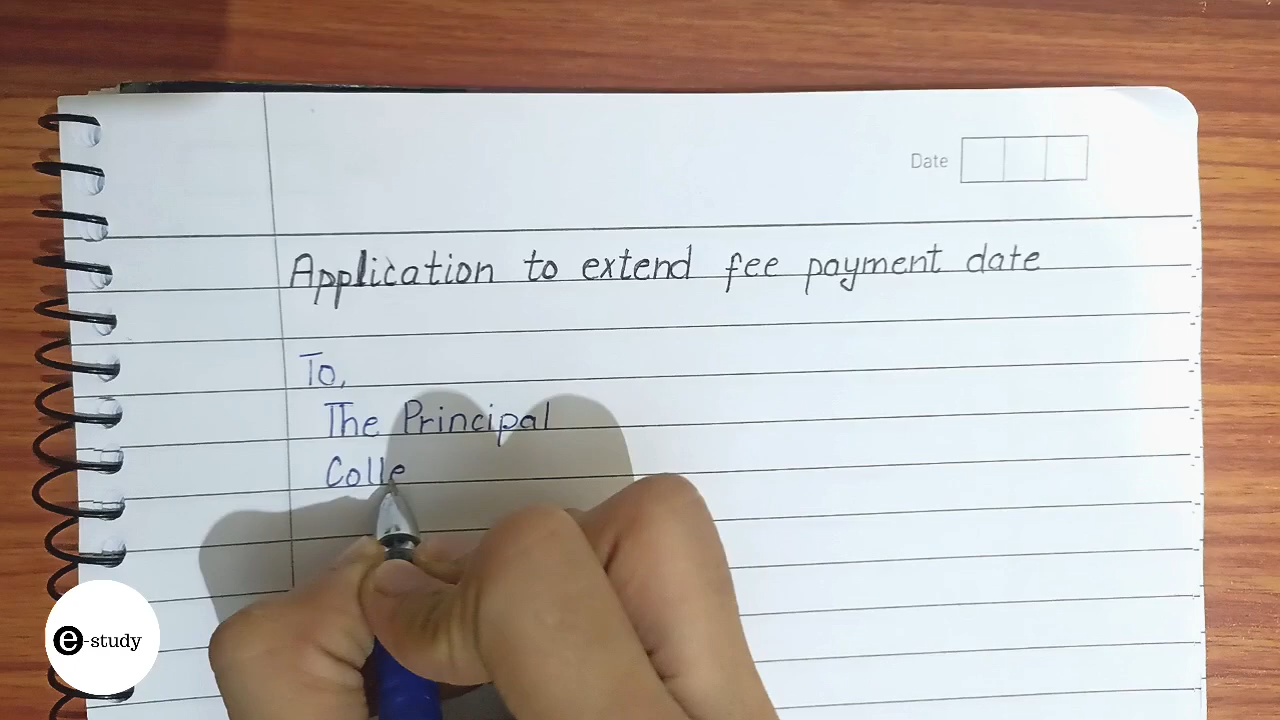 Date
Application to extend fee payment date
To,
The Principal
Colle
e-study